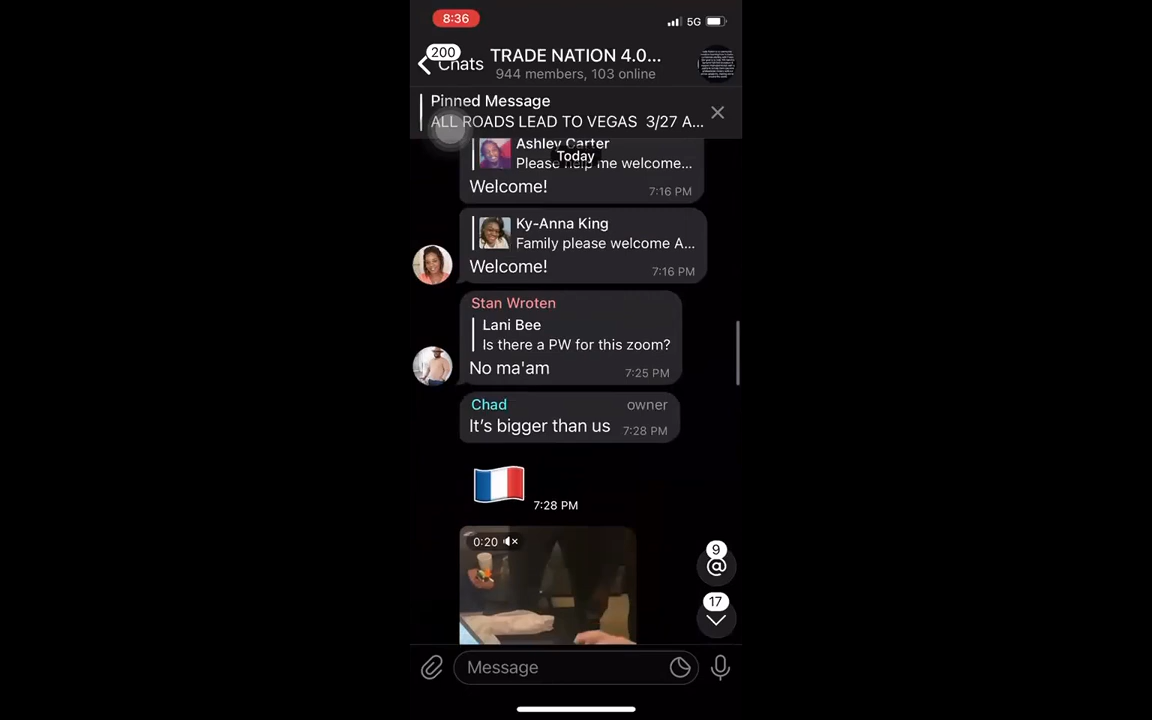 8:36
5G
200
Chats
TRADE NATION 4.0...
944 members, 103 online
Pinned Message
ALL ROADS LEAD TO VEGAS 3/27 A...
Ashley Carter
Today
Please help me welcome...
Welcome!
7:16 PM
Ky-Anna King
Family please welcome A...
Welcome!
7:16 PM
Stan Wroten
Lani Bee
Is there a PW for this zoom?
No ma'am
7:25 PM
Chad
owner
It's bigger than us
7:28 PM
7:28 PM
0:20
9
@
17
Message